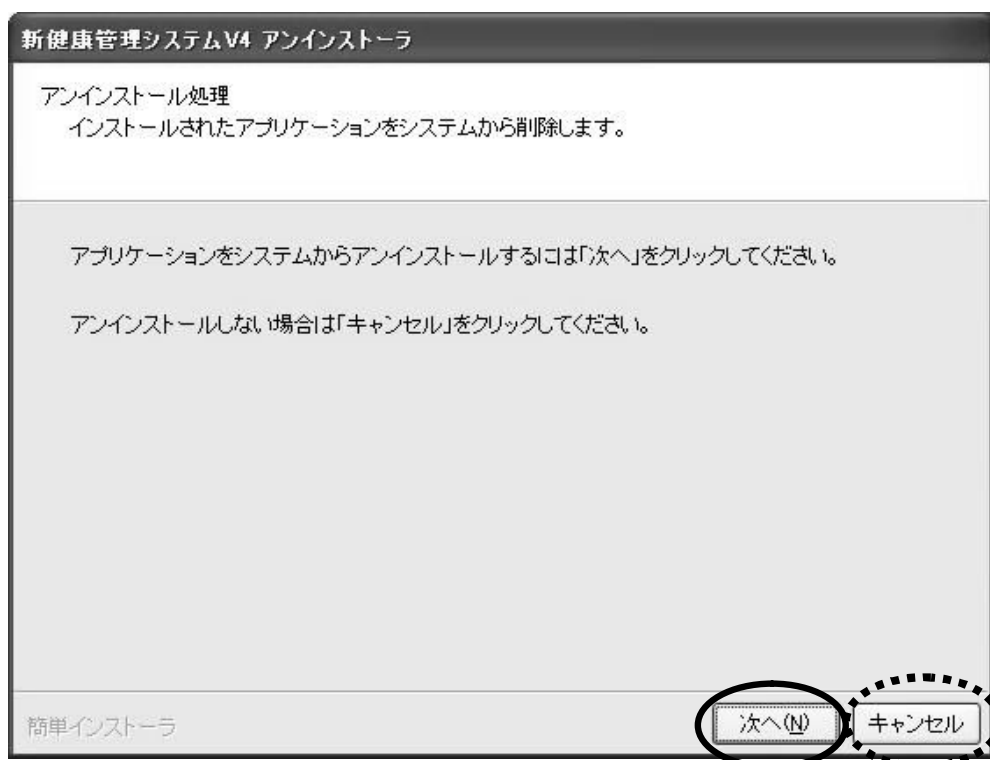 新健康管理システムV4 アンインストーラ
アンインストール処理
インストールされたアプリケーションをシステムから削除します。
アプリケーションをシステムからアンインストールするには「次へ」をクリックしてください。
アンインストールしない場合は「キャンセル」をクリックしてください。
簡単インストーラ
次へ(N)
キャンセル